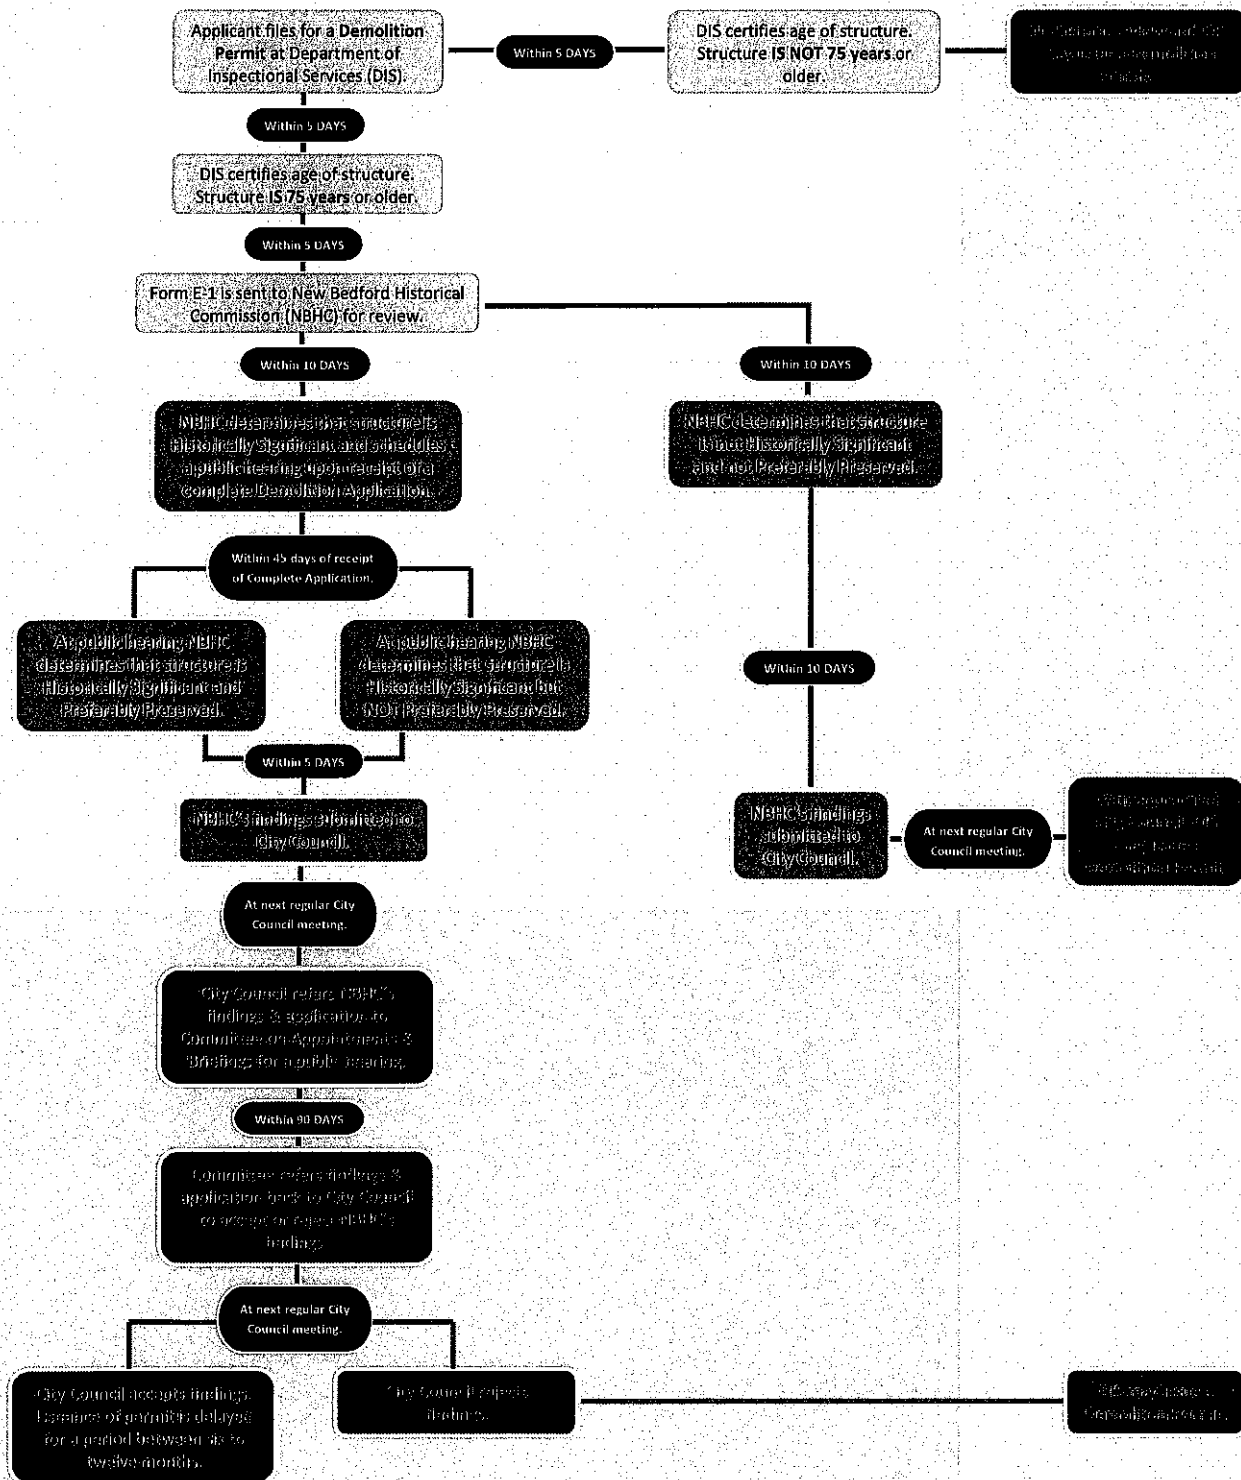 Applicant files for a Demolition
Permit at Department of
Inspectional Services (DIS).
Within 5 DAYS
DIS certifies age of structure.
Structure IS NOT 75 years or
older.
Within 5 DAYS
DIS certifies age of structure.
Structure IS 75 years or older.
Within 5 DAYS
Form E-1 is sent to New Bedford Historical
Commission (NBHC) for review.
Within 10 DAYS
Within 10 DAYS
NBHC determines that structure is
Historically Significant and schedules
a public hearing upon receipt of a
complete Demolition Application.
NBHC determines that structure
is not Historically Significant
and not Preferably Preserved.
Within 45 days of receipt
of Complete Application.
At public hearing NBHC
determines that structure is
Historically Significant and
Preferably Preserved.
At public hearing NBHC
determines that structure is
Historically Significant but
NOT Preferably Preserved.
Within 10 DAYS
Within 5 DAYS
NBHC's findings submitted to
City Council.
NBHC's findings
submitted to
City Council.
At next regular City
Council meeting.
At next regular City
Council meeting.
City Council refers NBHC's
findings & application to
Committee on Appointments &
Briefings for a public hearing.
Within 90 DAYS
Committee refers findings &
application back to City Council
to accept or reject NBHC's
findings.
At next regular City
Council meeting.
City Council accepts findings.
Issuance of permit is delayed
for a period between six to
twelve months.
City Council rejects
findings.